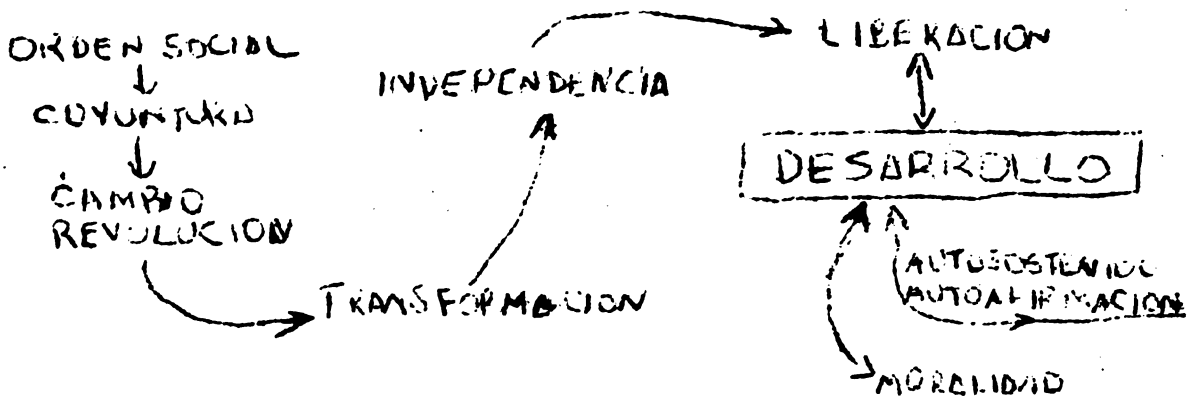 ORDEN SOCIAL
COYUNTURA
CAMBIO
REVOLUCION
TRANSFORMACION
INDEPENDENCIA
LIBERACION
DESARROLLO
AUTOSOSTENIDO
AUTOAFIRMACION
MORALIDAD